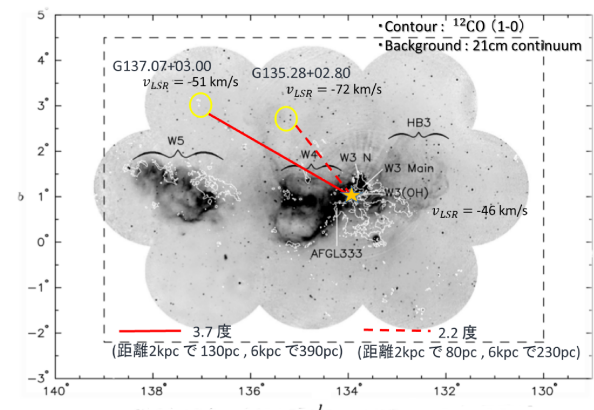 ・Contour : ¹²CO (1-0)
・Background : 21cm continuum
G137.07+03.00
v_LSR = -51 km/s
G135.28+02.80
v_LSR = -72 km/s
HB3
W5
W4
W3 N
W3 Main
W3(OH)
v_LSR = -46 km/s
AFGL333
3.7 度
(距離2kpc で 130pc , 6kpc で390pc)
2.2 度
(距離2kpc で 80pc , 6kpc で230pc)
5°
4°
3°
2°
1°
0°
−1°
−2°
−3°
140°
138°
136°
134°
132°
130°
l